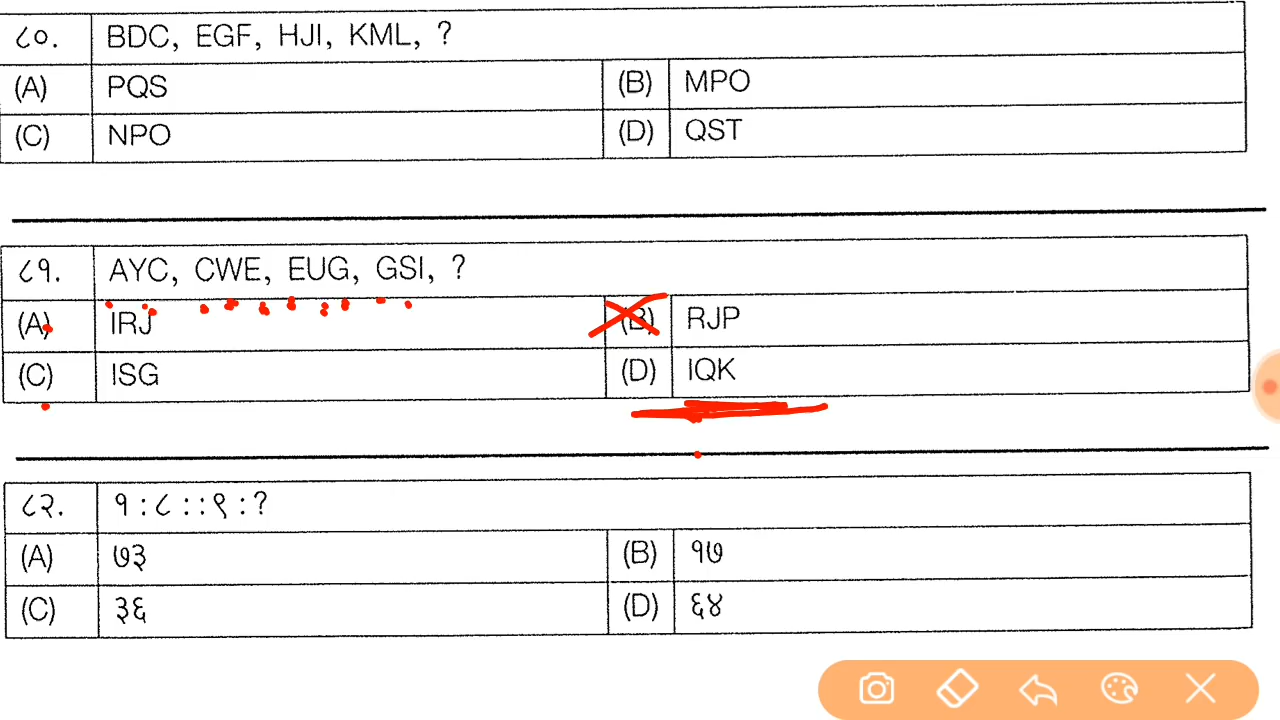 ८०. BDC, EGF, HJI, KML, ?
(A) PQS (B) MPO
(C) NPO (D) QST
८१. AYC, CWE, EUG, GSI, ?
(A) IRJ (B) RJP
(C) ISG (D) IQK
८२. १ : ८ : : ९ : ?
(A) ७३ (B) १७
(C) ३६ (D) ६४